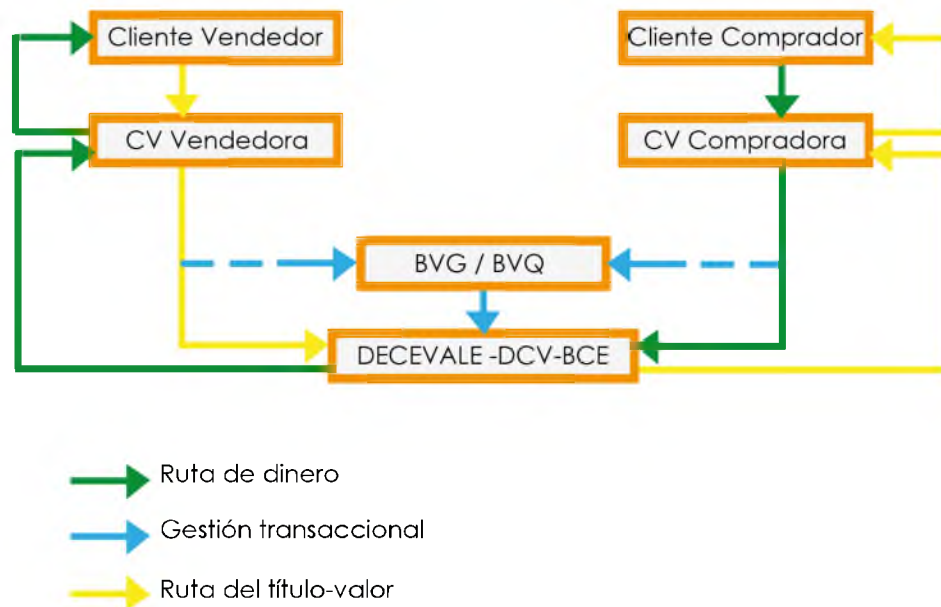 Cliente Vendedor
Cliente Comprador
CV Vendedora
CV Compradora
BVG / BVQ
DECEVALE -DCV-BCE
Ruta de dinero
Gestión transaccional
Ruta del título-valor